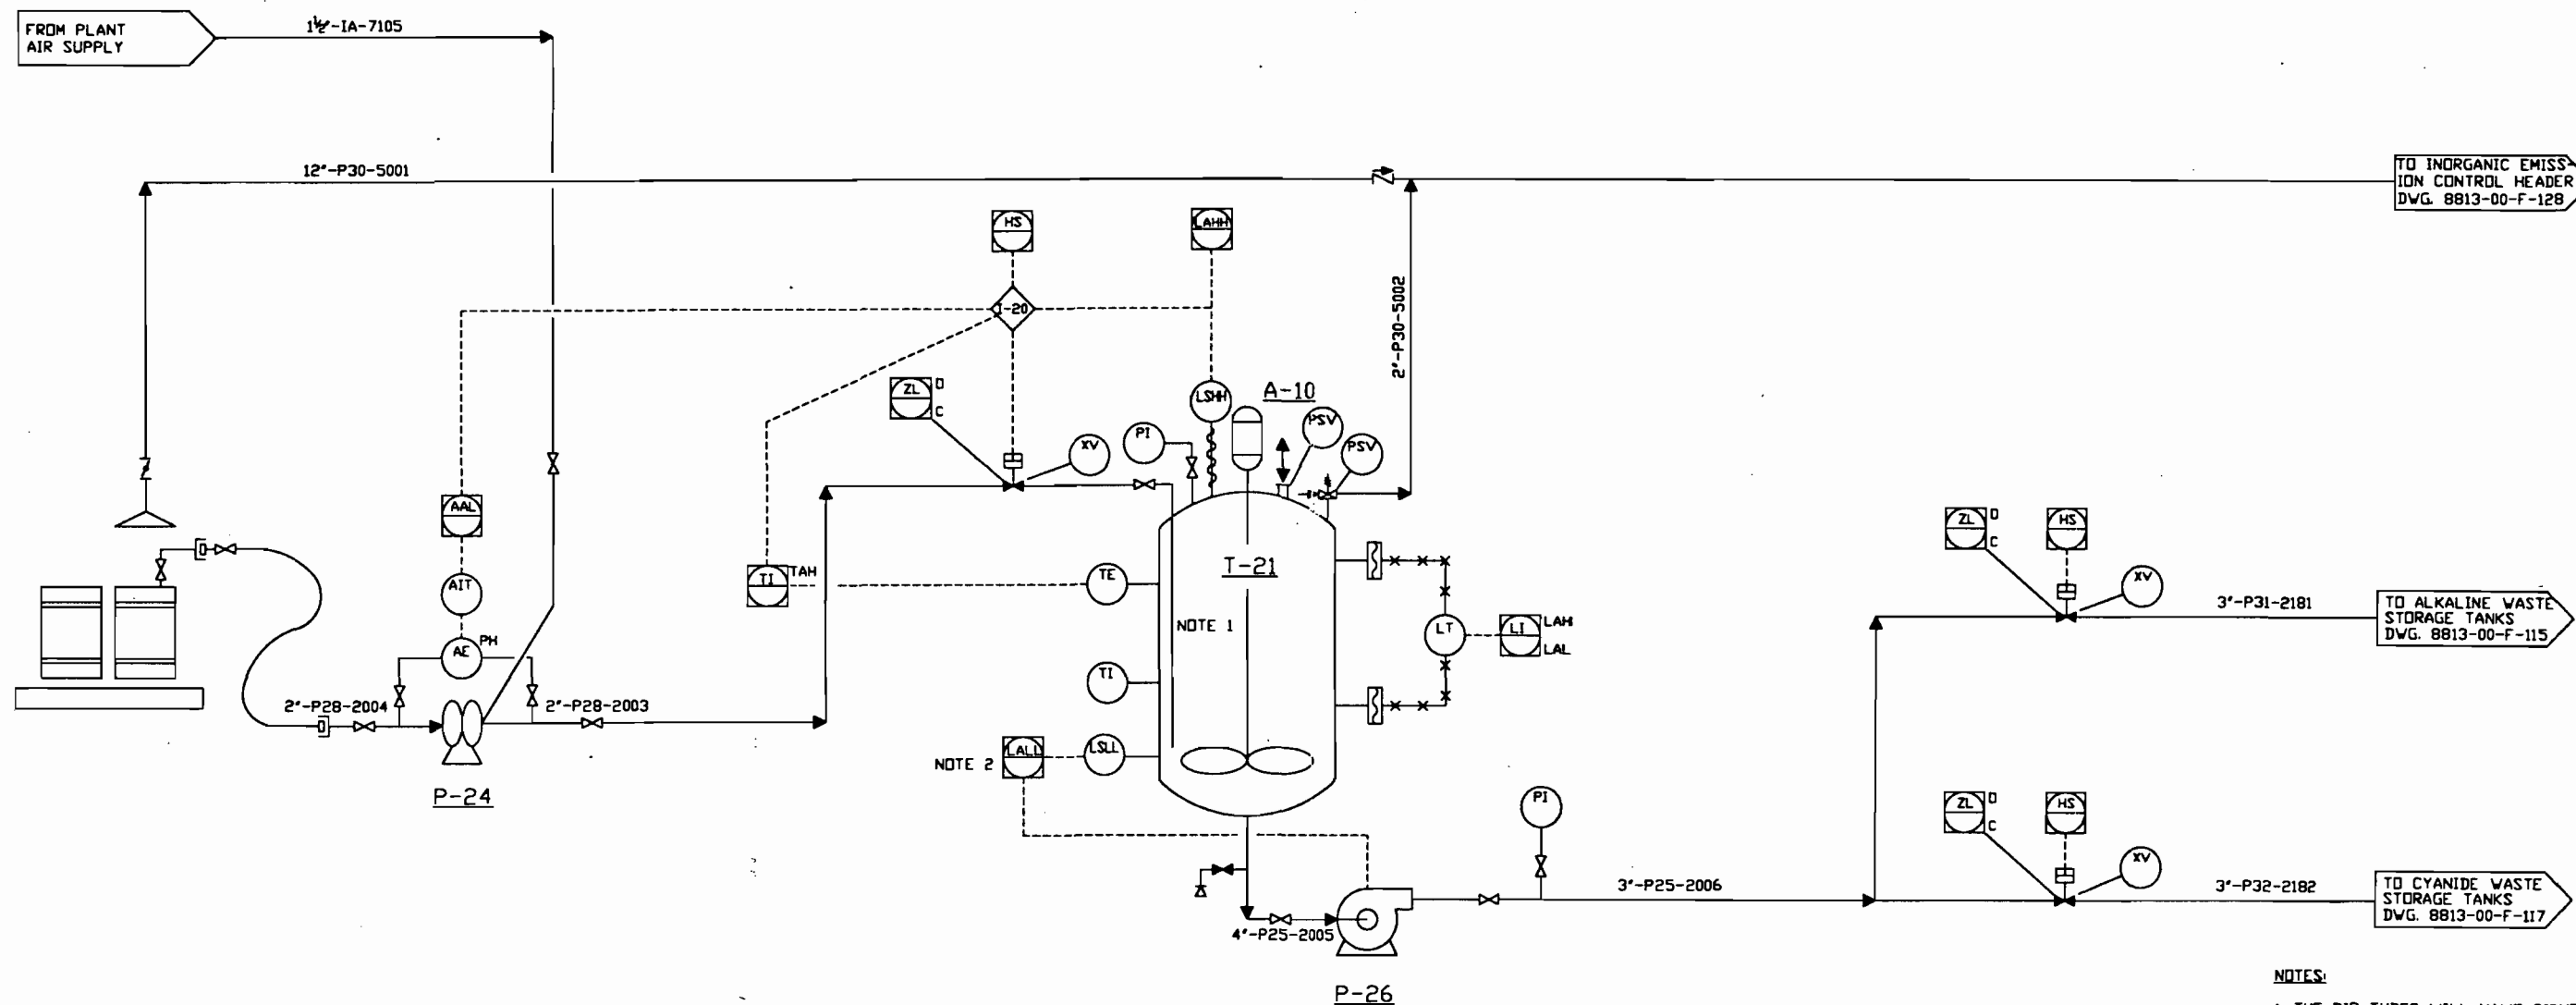 FROM PLANT
AIR SUPPLY
1½"-IA-7105
12"-P30-5001
TO INORGANIC EMISS-
ION CONTROL HEADER
DWG. 8813-00-F-128
HS
LAHH
I-20
2"-P30-5002
ZL
O
C
XV
PI
LSHH
A-10
PSV
PSV
AAL
AIT
AE
PH
TI
TAH
TE
T-21
NOTE 1
LT
LI
LAH
LAL
TI
2"-P28-2004
2"-P28-2003
P-24
NOTE 2
LALL
LSLL
ZL
O
C
HS
XV
3"-P31-2181
TO ALKALINE WASTE
STORAGE TANKS
DWG. 8813-00-F-115
PI
ZL
O
C
HS
XV
3"-P25-2006
3"-P32-2182
TO CYANIDE WASTE
STORAGE TANKS
DWG. 8813-00-F-117
4"-P25-2005
P-26
NOTES: